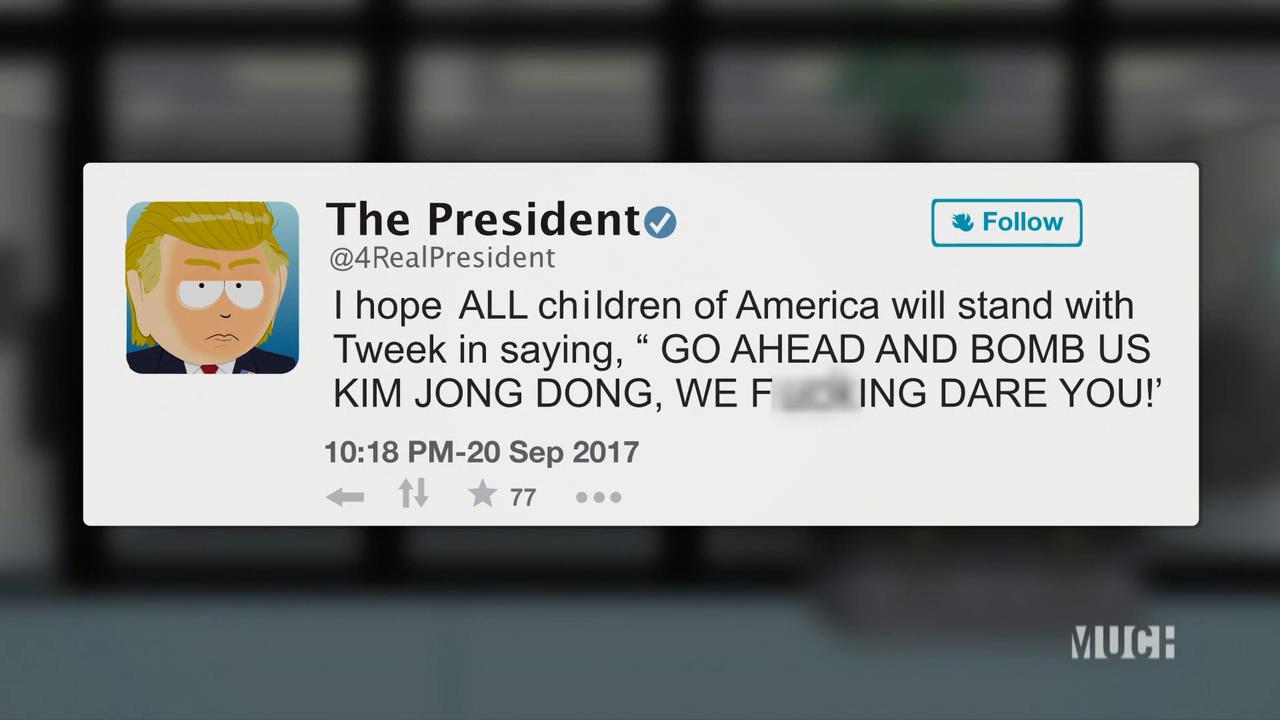 The President
@4RealPresident
Follow
I hope ALL children of America will stand with
Tweek in saying, “ GO AHEAD AND BOMB US
KIM JONG DONG, WE F ING DARE YOU!’
10:18 PM-20 Sep 2017
77
MUCH